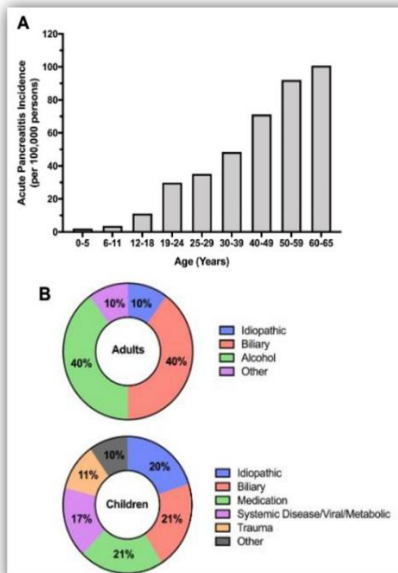 A
Acute Pancreatitis Incidence
(per 100,000 persons)
120
100
80
60
40
20
0
0-5 6-11 12-18 19-24 25-29 30-39 40-49 50-59 60-65
Age (Years)
B
10% 10%
Adults
40% 40%
Idiopathic
Biliary
Alcohol
Other
10%
20%
11%
Children
17%
21%
21%
Idiopathic
Biliary
Medication
Systemic Disease/Viral/Metabolic
Trauma
Other